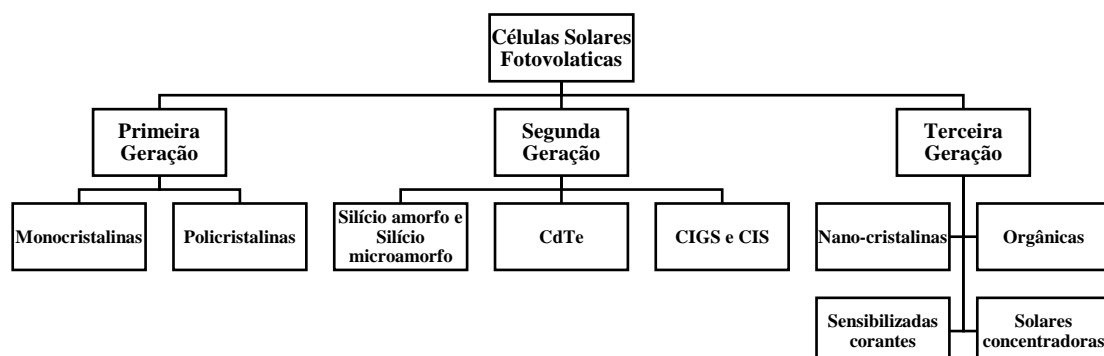 Células Solares
Fotovolaticas
Primeira
Geração
Segunda
Geração
Terceira
Geração
Monocristalinas
Policristalinas
Silício amorfo e
Silício
microamorfo
CdTe
CIGS e CIS
Nano-cristalinas
Orgânicas
Sensibilizadas
corantes
Solares
concentradoras